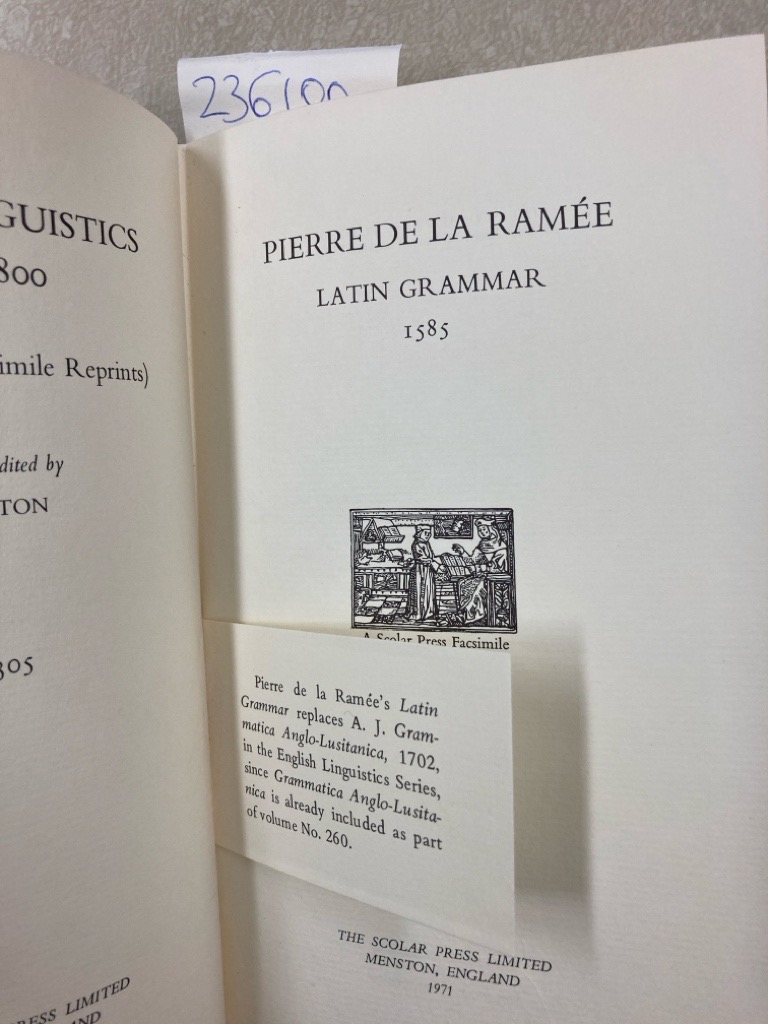 236100
GUISTICS
800
imile Reprints)
dited by
TON
305
RESS LIMITED
AND
PIERRE DE LA RAMÉE
LATIN GRAMMAR
1585
A Scolar Press Facsimile
Pierre de la Ramée's Latin
Grammar replaces A. J. Gram-
matica Anglo-Lusitanica, 1702,
in the English Linguistics Series,
since Grammatica Anglo-Lusita-
nica is already included as part
of volume No. 260.
THE SCOLAR PRESS LIMITED
MENSTON, ENGLAND
1971